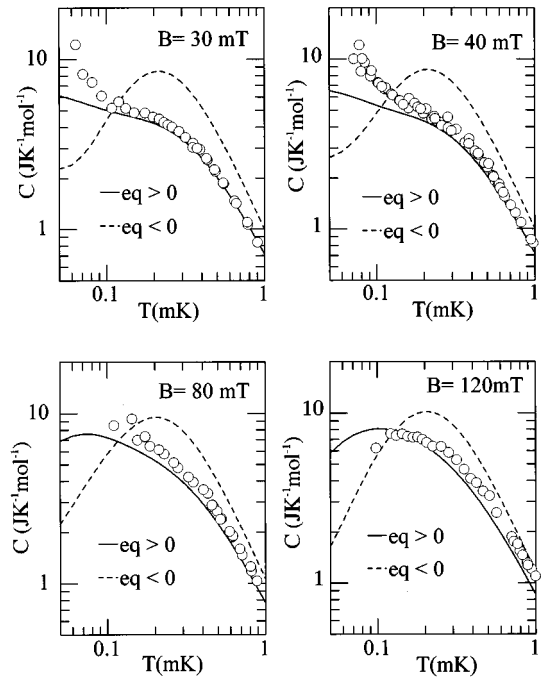 B= 30 mT
10
1
C (JK⁻¹mol⁻¹)
eq > 0
eq < 0
0.1
1
T(mK)
B= 40 mT
10
1
C (JK⁻¹mol⁻¹)
eq > 0
eq < 0
0.1
1
T(mK)
B= 80 mT
10
1
C (JK⁻¹mol⁻¹)
eq > 0
eq < 0
0.1
1
T(mK)
B= 120mT
10
1
C (JK⁻¹mol⁻¹)
eq > 0
eq < 0
0.1
1
T(mK)